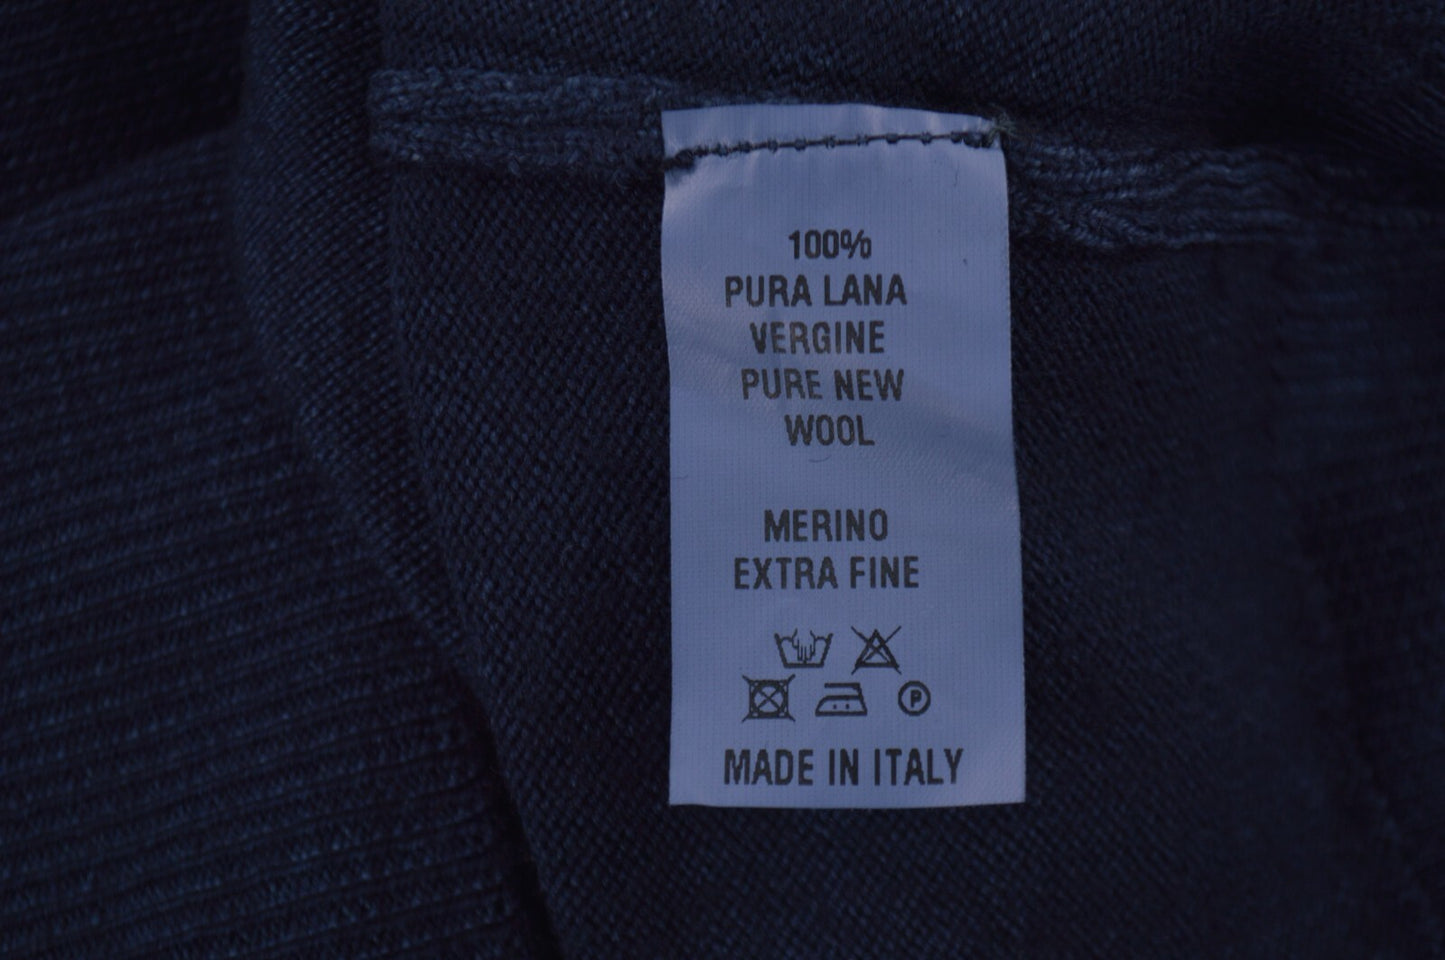 100%
PURA LANA
VERGINE
PURE NEW
WOOL
MERINO
EXTRA FINE
P
MADE IN ITALY